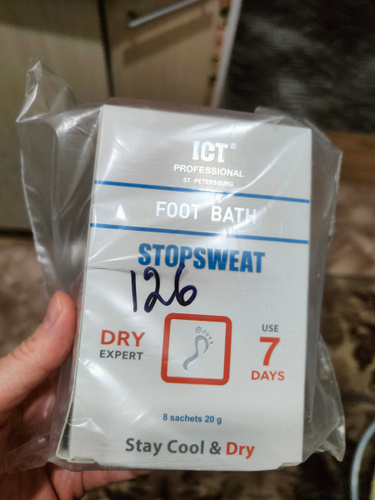 ICT®
PROFESSIONAL
ST. PETERSBURG
FOOT BATH
STOPSWEAT
126
DRY
EXPERT
USE
7
DAYS
8 sachets 20 g
Stay Cool & Dry